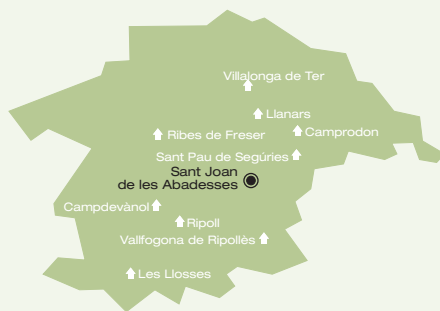 Villalonga de Ter
Llanars
Camprodon
Ribes de Freser
Sant Pau de Segúries
Sant Joan
de les Abadesses
Campdevànol
Ripoll
Vallfogona de Ripollès
Les Llosses